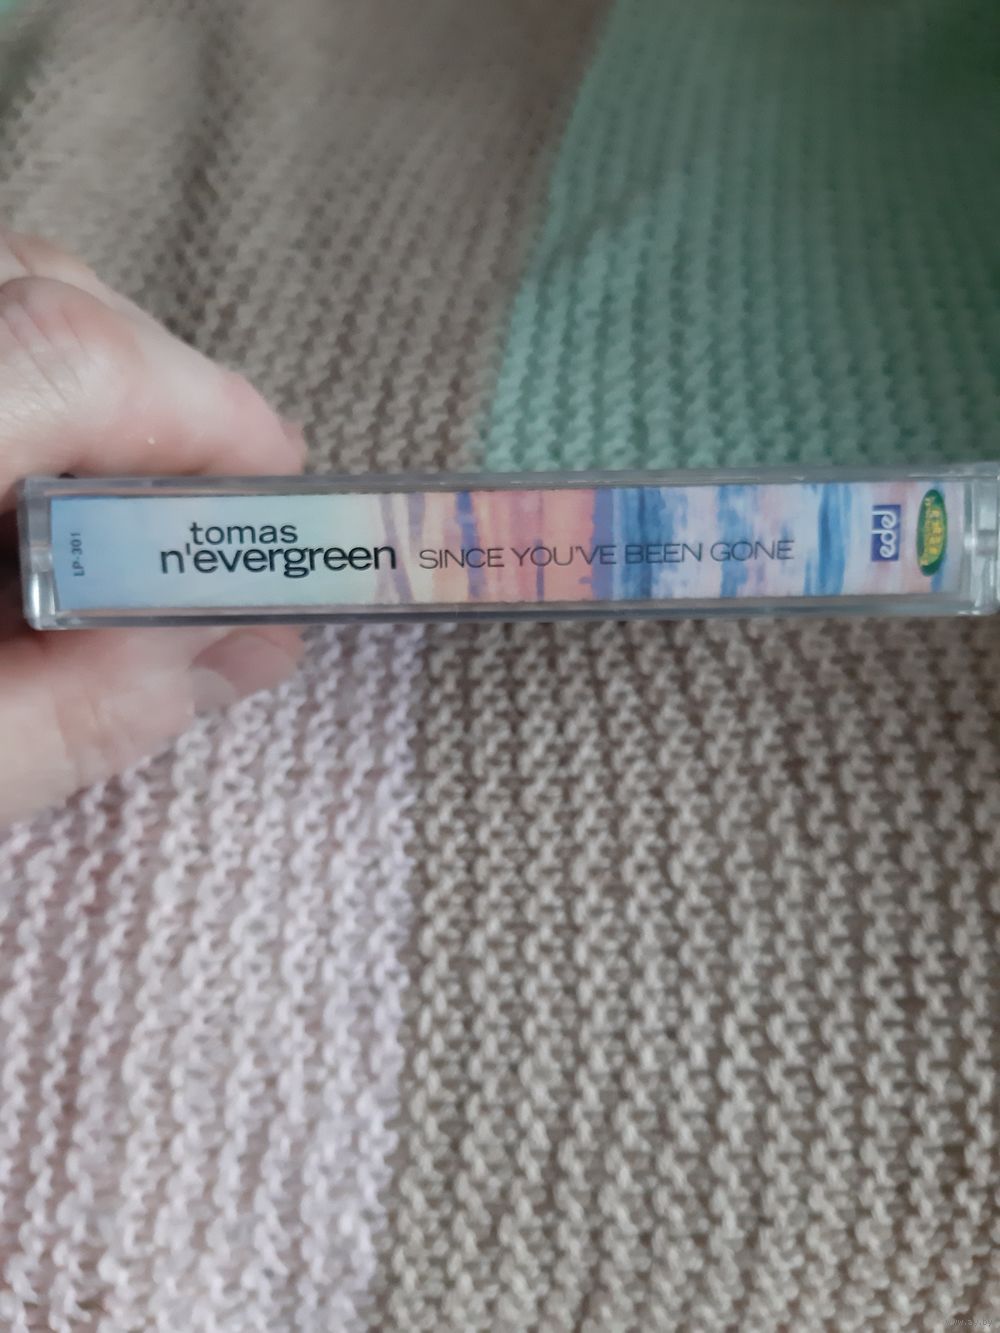 LP-301
tomas
n'evergreen
SINCE YOU'VE BEEN GONE
edel